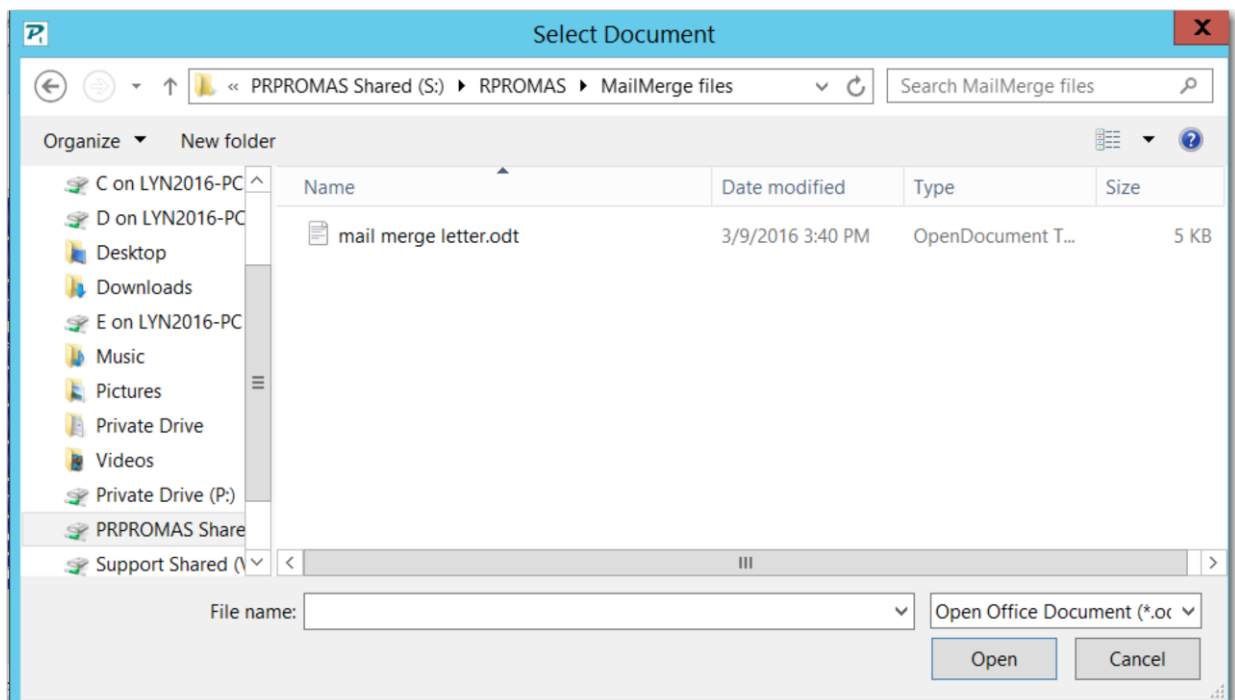 Select Document
« PRPROMAS Shared (S:) RPROMAS MailMerge files
Search MailMerge files
Organize
New folder
Name
Date modified
Type
Size
C on LYN2016-PC
D on LYN2016-PC
Desktop
Downloads
E on LYN2016-PC
Music
Pictures
Private Drive
Videos
Private Drive (P:)
PRPROMAS Share
Support Shared (
mail merge letter.odt
3/9/2016 3:40 PM
OpenDocument T...
5 KB
File name:
Open Office Document (*.oc
Open
Cancel